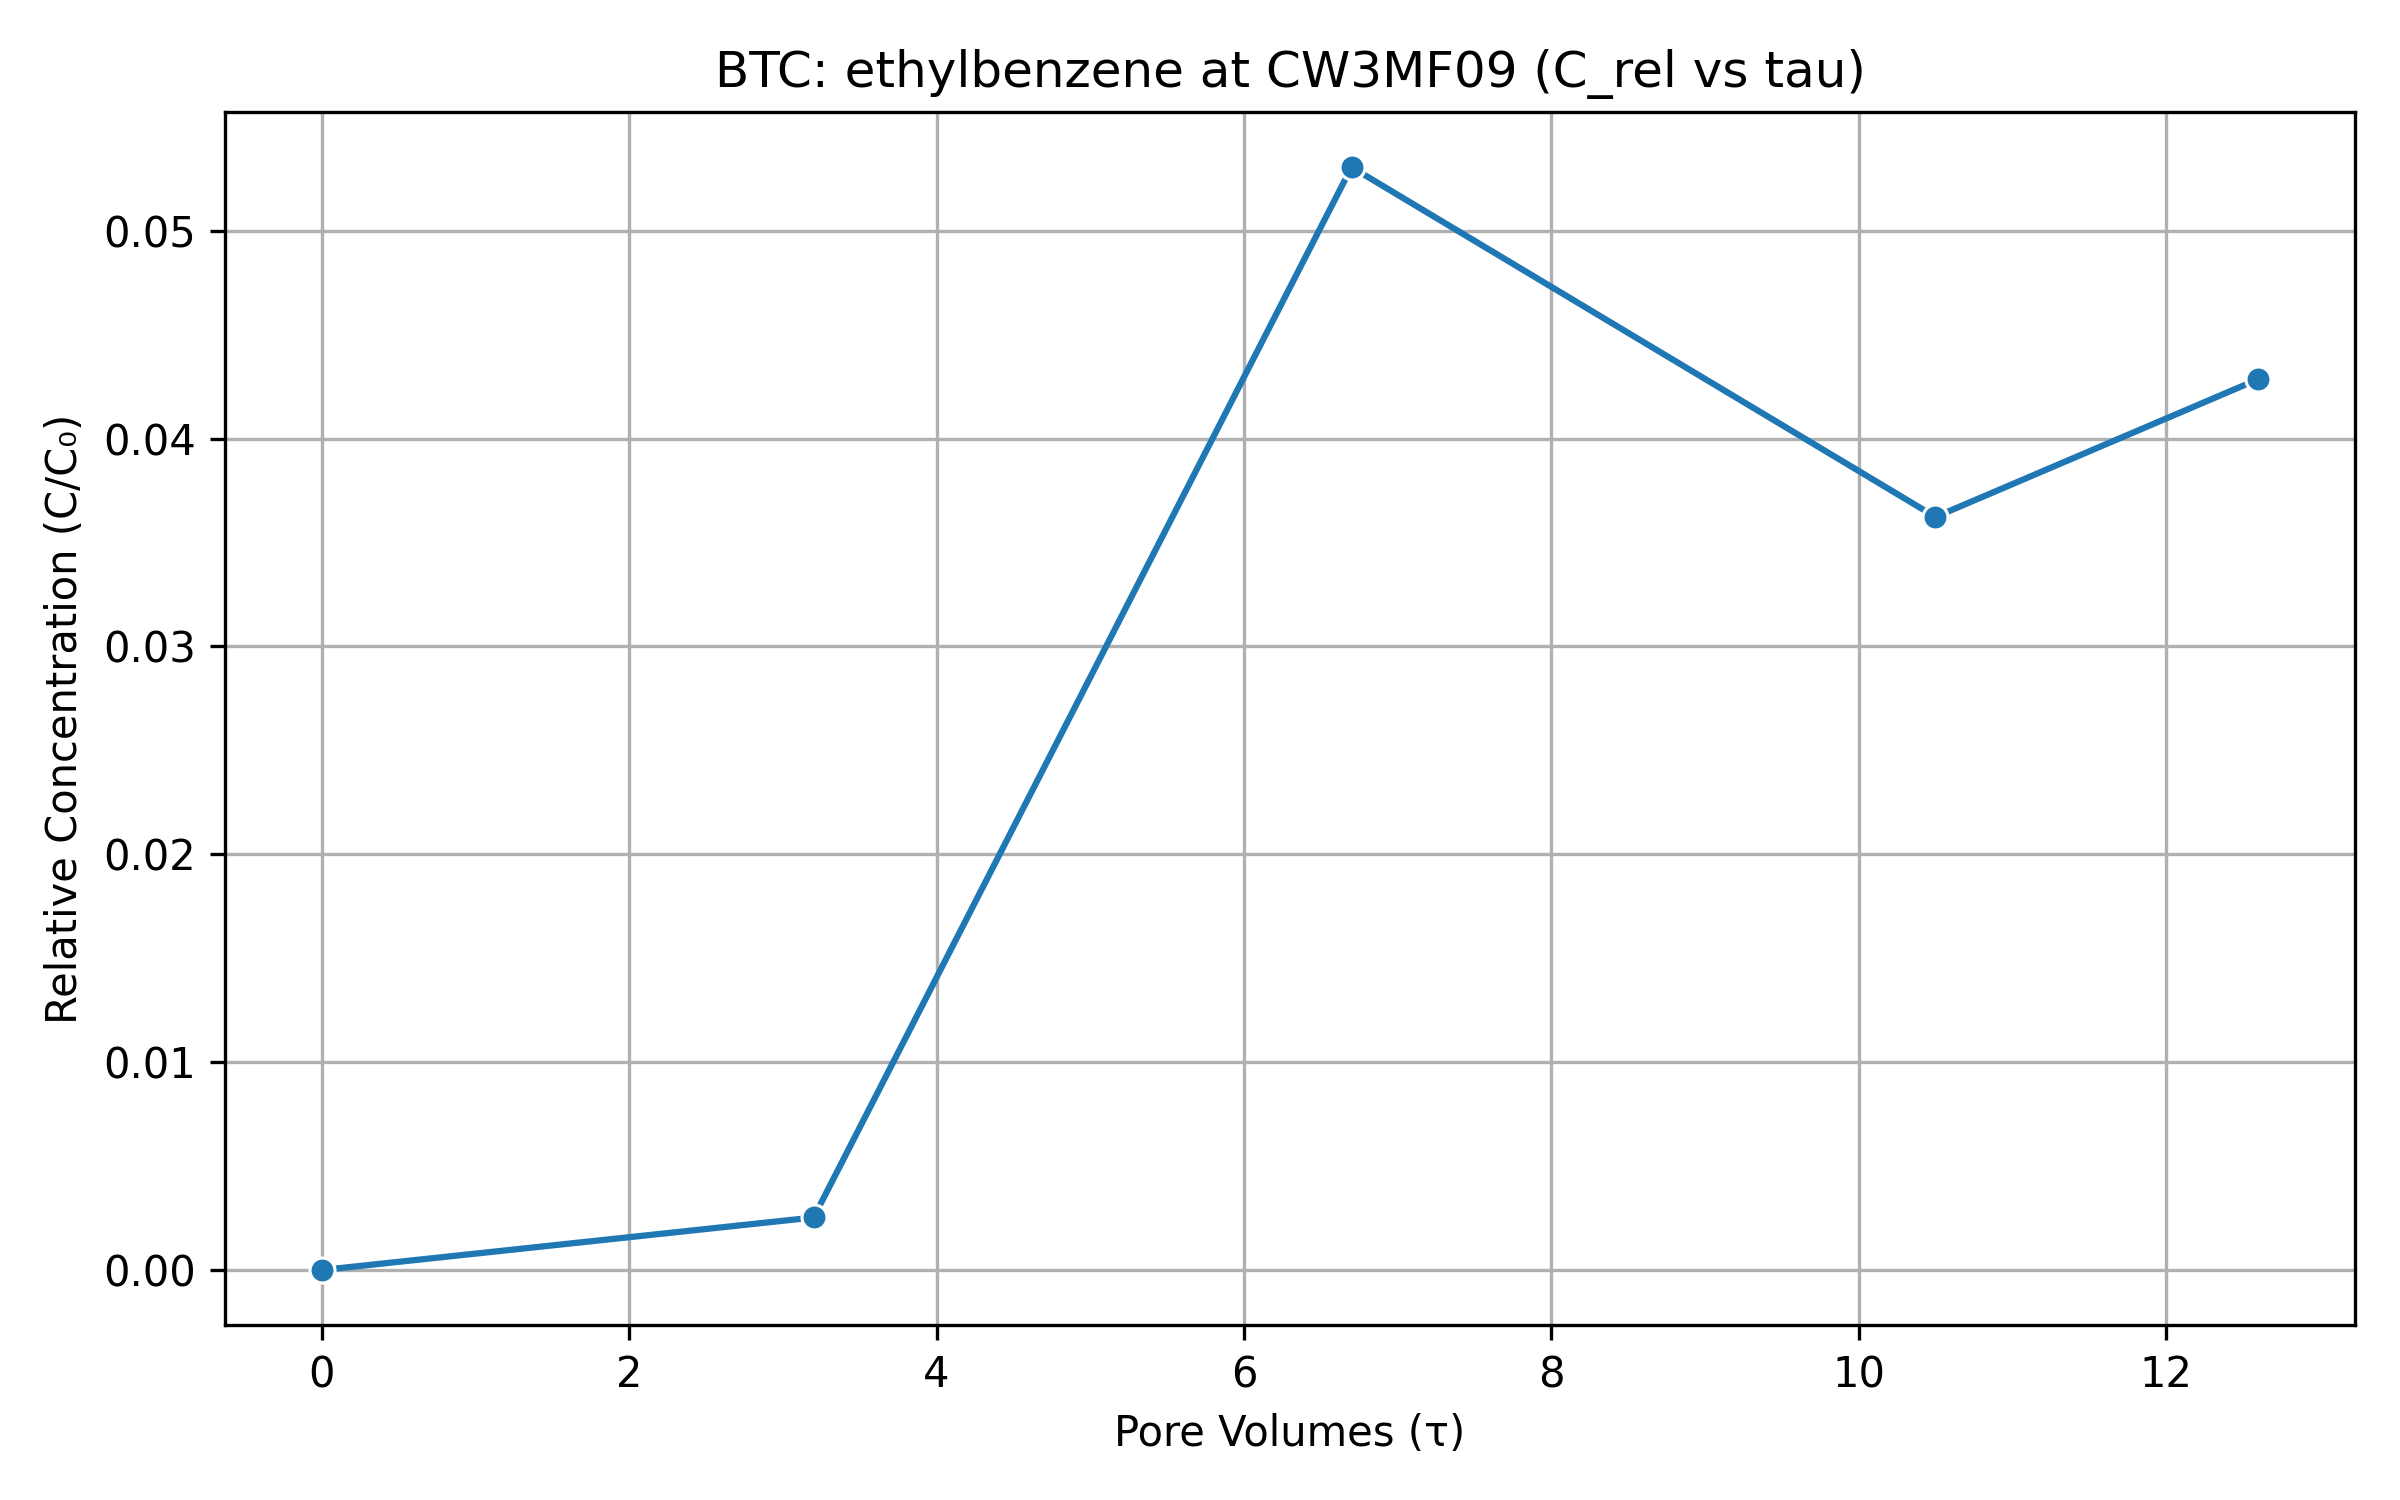 BTC: ethylbenzene at CW3MF09 (C_rel vs tau)
Relative Concentration (C/C₀)
0.05
0.04
0.03
0.02
0.01
0.00
0 2 4 6 8 10 12
Pore Volumes (τ)